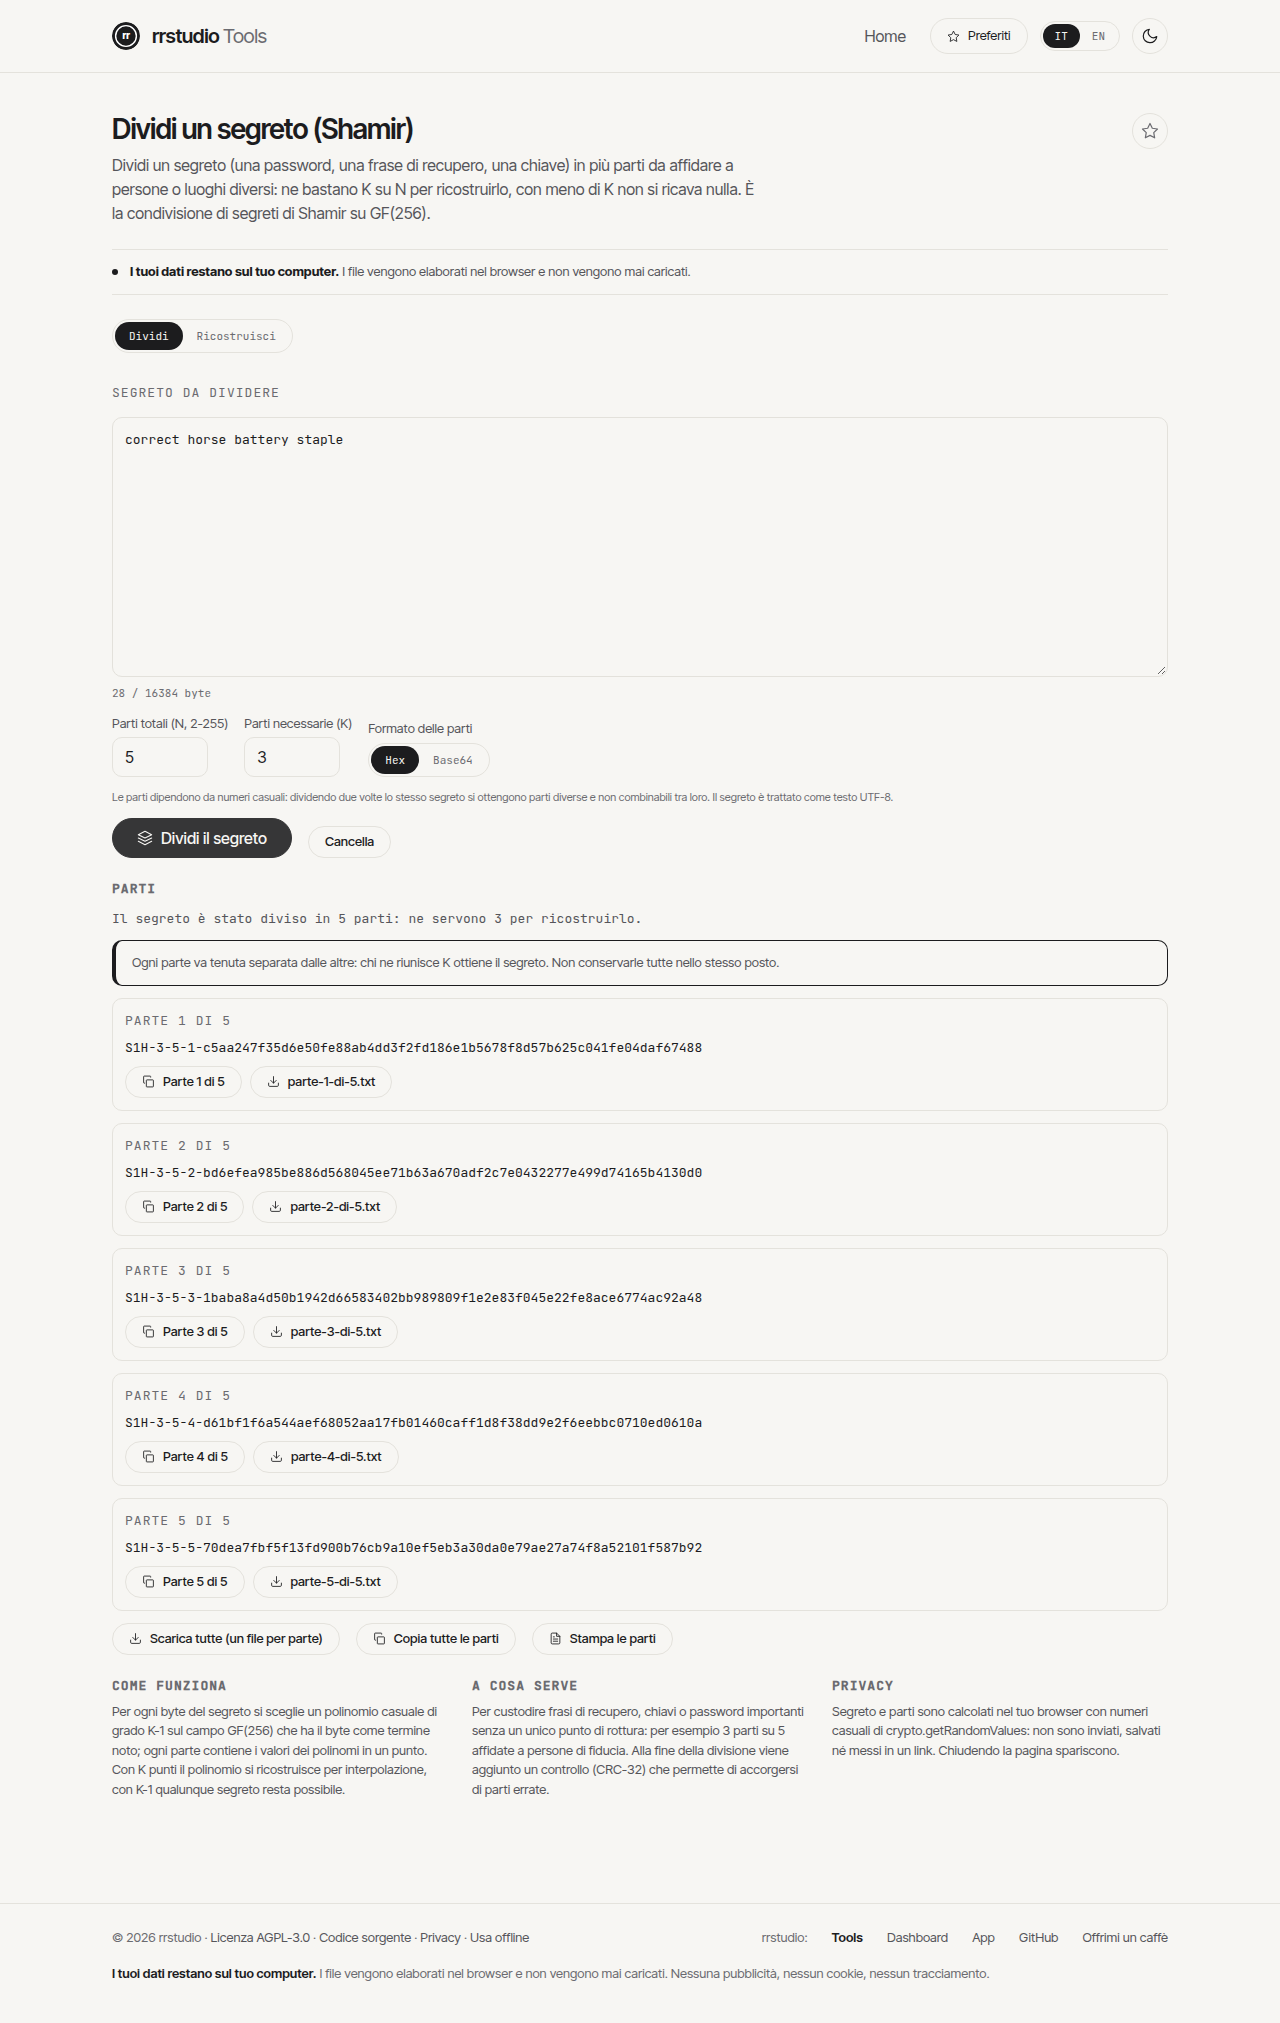 rr rrstudio Tools
Home
Preferiti
IT EN
Dividi un segreto (Shamir)
Dividi un segreto (una password, una frase di recupero, una chiave) in più parti da affidare a
persone o luoghi diversi: ne bastano K su N per ricostruirlo, con meno di K non si ricava nulla. È
la condivisione di segreti di Shamir su GF(256).
I tuoi dati restano sul tuo computer. I file vengono elaborati nel browser e non vengono mai caricati.
Dividi Ricostruisci
SEGRETO DA DIVIDERE
correct horse battery staple
28 / 16384 byte
Parti totali (N, 2-255) Parti necessarie (K) Formato delle parti
5 3 Hex Base64
Le parti dipendono da numeri casuali: dividendo due volte lo stesso segreto si ottengono parti diverse e non combinabili tra loro. Il segreto è trattato come testo UTF-8.
Dividi il segreto Cancella
PARTI
Il segreto è stato diviso in 5 parti: ne servono 3 per ricostruirlo.
Ogni parte va tenuta separata dalle altre: chi ne riunisce K ottiene il segreto. Non conservarle tutte nello stesso posto.
PARTE 1 DI 5
S1H-3-5-1-c5aa247f35d6e50fe88ab4dd3f2fd186e1b5678f8d57b625c041fe04daf67488
Parte 1 di 5 parte-1-di-5.txt
PARTE 2 DI 5
S1H-3-5-2-bd6efea985be886d568045ee71b63a670adf2c7e0432277e499d74165b4130d0
Parte 2 di 5 parte-2-di-5.txt
PARTE 3 DI 5
S1H-3-5-3-1baba8a4d50b1942d66583402bb989809f1e2e83f045e22fe8ace6774ac92a48
Parte 3 di 5 parte-3-di-5.txt
PARTE 4 DI 5
S1H-3-5-4-d61bf1f6a544aef68052aa17fb01460caff1d8f38dd9e2f6eebbc0710ed0610a
Parte 4 di 5 parte-4-di-5.txt
PARTE 5 DI 5
S1H-3-5-5-70dea7fbf5f13fd900b76cb9a10ef5eb3a30da0e79ae27a74f8a52101f587b92
Parte 5 di 5 parte-5-di-5.txt
Scarica tutte (un file per parte) Copia tutte le parti Stampa le parti
COME FUNZIONA
Per ogni byte del segreto si sceglie un polinomio casuale di
grado K-1 sul campo GF(256) che ha il byte come termine
noto; ogni parte contiene i valori dei polinomi in un punto.
Con K punti il polinomio si ricostruisce per interpolazione,
con K-1 qualunque segreto resta possibile.
A COSA SERVE
Per custodire frasi di recupero, chiavi o password importanti
senza un unico punto di rottura: per esempio 3 parti su 5
affidate a persone di fiducia. Alla fine della divisione viene
aggiunto un controllo (CRC-32) che permette di accorgersi
di parti errate.
PRIVACY
Segreto e parti sono calcolati nel tuo browser con numeri
casuali di crypto.getRandomValues: non sono inviati, salvati
né messi in un link. Chiudendo la pagina spariscono.
© 2026 rrstudio · Licenza AGPL-3.0 · Codice sorgente · Privacy · Usa offline
rrstudio: Tools Dashboard App GitHub Offrimi un caffè
I tuoi dati restano sul tuo computer. I file vengono elaborati nel browser e non vengono mai caricati. Nessuna pubblicità, nessun cookie, nessun tracciamento.